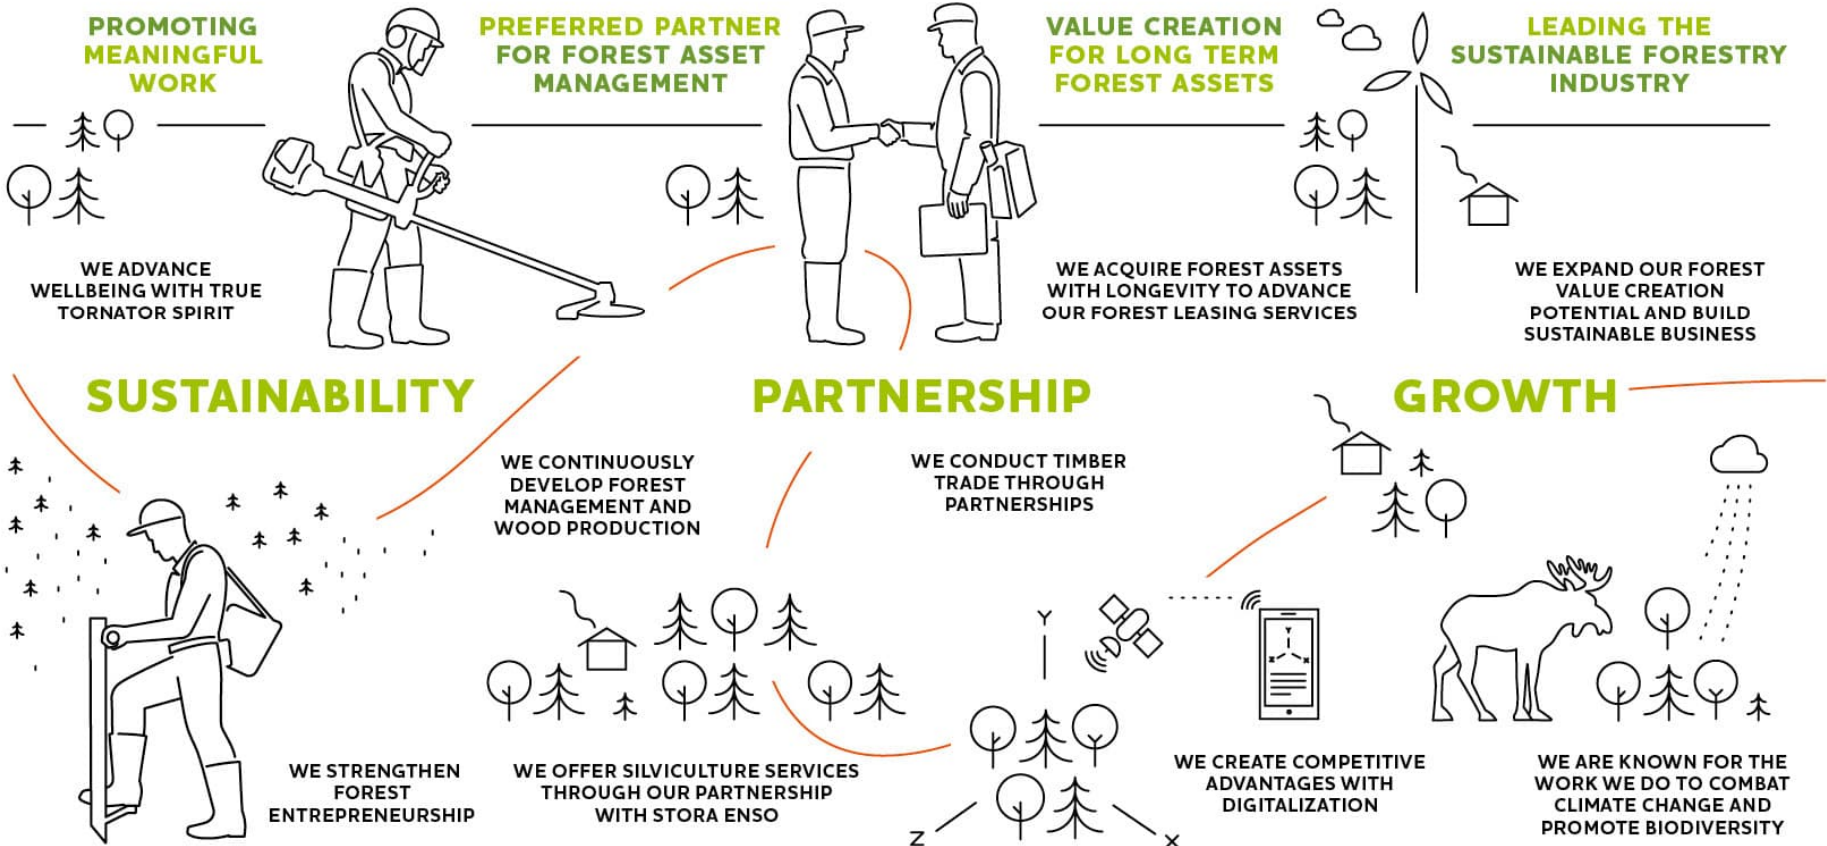 PROMOTING
MEANINGFUL
WORK
PREFERRED PARTNER
FOR FOREST ASSET
MANAGEMENT
VALUE CREATION
FOR LONG TERM
FOREST ASSETS
LEADING THE
SUSTAINABLE FORESTRY
INDUSTRY
WE ADVANCE
WELLBEING WITH TRUE
TORNATOR SPIRIT
WE ACQUIRE FOREST ASSETS
WITH LONGEVITY TO ADVANCE
OUR FOREST LEASING SERVICES
WE EXPAND OUR FOREST
VALUE CREATION
POTENTIAL AND BUILD
SUSTAINABLE BUSINESS
SUSTAINABILITY
PARTNERSHIP
GROWTH
WE CONTINUOUSLY
DEVELOP FOREST
MANAGEMENT AND
WOOD PRODUCTION
WE CONDUCT TIMBER
TRADE THROUGH
PARTNERSHIPS
WE STRENGTHEN
FOREST
ENTREPRENEURSHIP
WE OFFER SILVICULTURE SERVICES
THROUGH OUR PARTNERSHIP
WITH STORA ENSO
Y
Z
X
Y
Z X
WE CREATE COMPETITIVE
ADVANTAGES WITH
DIGITALIZATION
WE ARE KNOWN FOR THE
WORK WE DO TO COMBAT
CLIMATE CHANGE AND
PROMOTE BIODIVERSITY